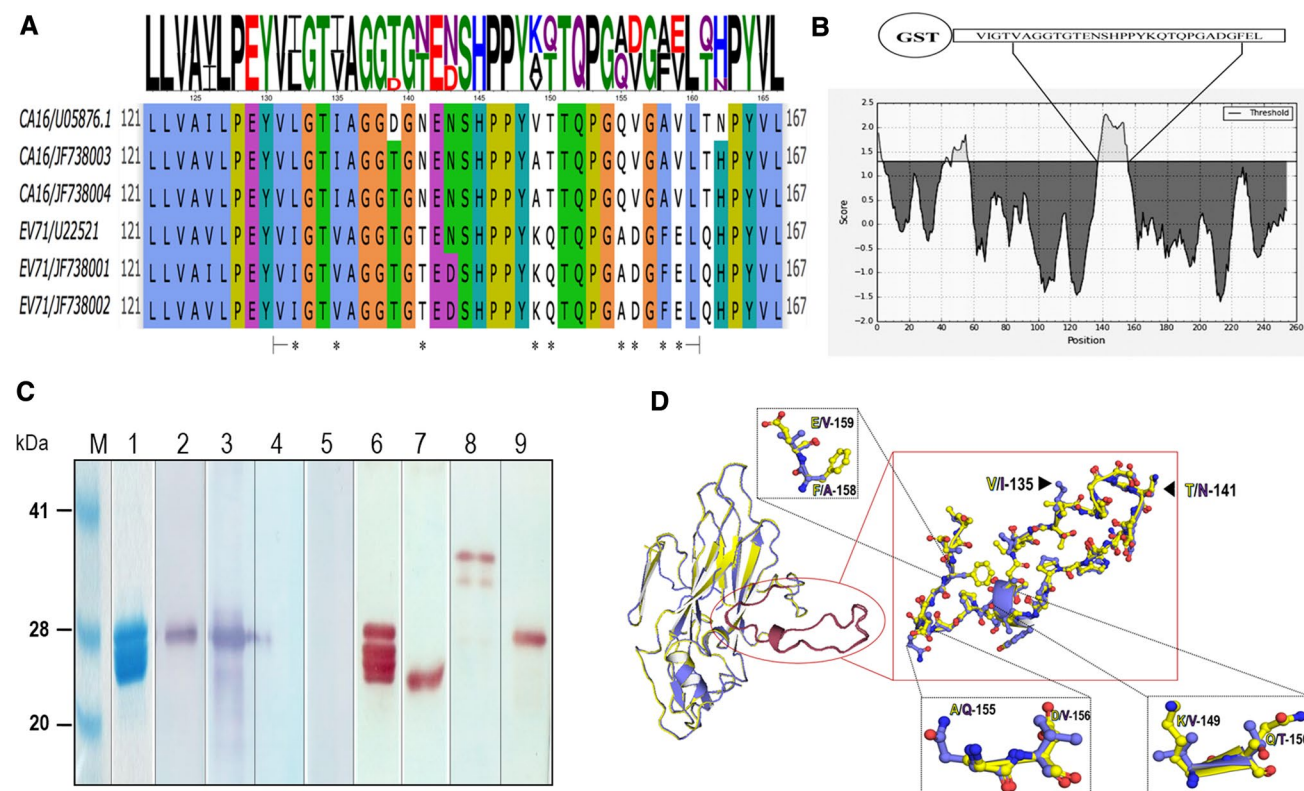 A
LLVAVLPEYVLGTIAGGTGNENSHPPYKQTQPGADGAELQHPYVL
125 130 135 140 145 150 155 160 165
CA16/U05876.1 121 LLVAILPEYVLGTIAGGDGNENSHPPYVTTQPGQVGAVLTNPYVL 167
CA16/JF738003 121 LLVAVLPEYVLGTIAGGTGNENSHPPYATTQPGQVGAVLTHPYVL 167
CA16/JF738004 121 LLVAVLPEYVLGTIAGGTGNENSHPPYATTQPGQVGAVLTHPYVL 167
EV71/U22521 121 LLVAVLPEYVIGTVAGGTGTENSHPPYKQTQPGADGFELQHPYVL 167
EV71/JF738001 121 LLVAILPEYVIGTVAGGTGTEDSHPPYKQTQPGADGFELQHPYVL 167
EV71/JF738002 121 LLVAVLPEYVIGTVAGGTGTEDSHPPYKQTQPGADGFELQHPYVL 167
* * * * * * * * *
B
GST VIGTVAGGTGTENSHPPYKQTQPGADGFEL
Threshold
2.5
2.0
1.5
1.0
0.5
0.0
−0.5
−1.0
−1.5
−2.0
Score
0 20 40 60 80 100 120 140 160 180 200 220 240 260
Position
C
kDa M 1 2 3 4 5 6 7 8 9
41
28
20
D
E/V-159
F/A-158
V/I-135
T/N-141
A/Q-155
D/V-156
K/V-149